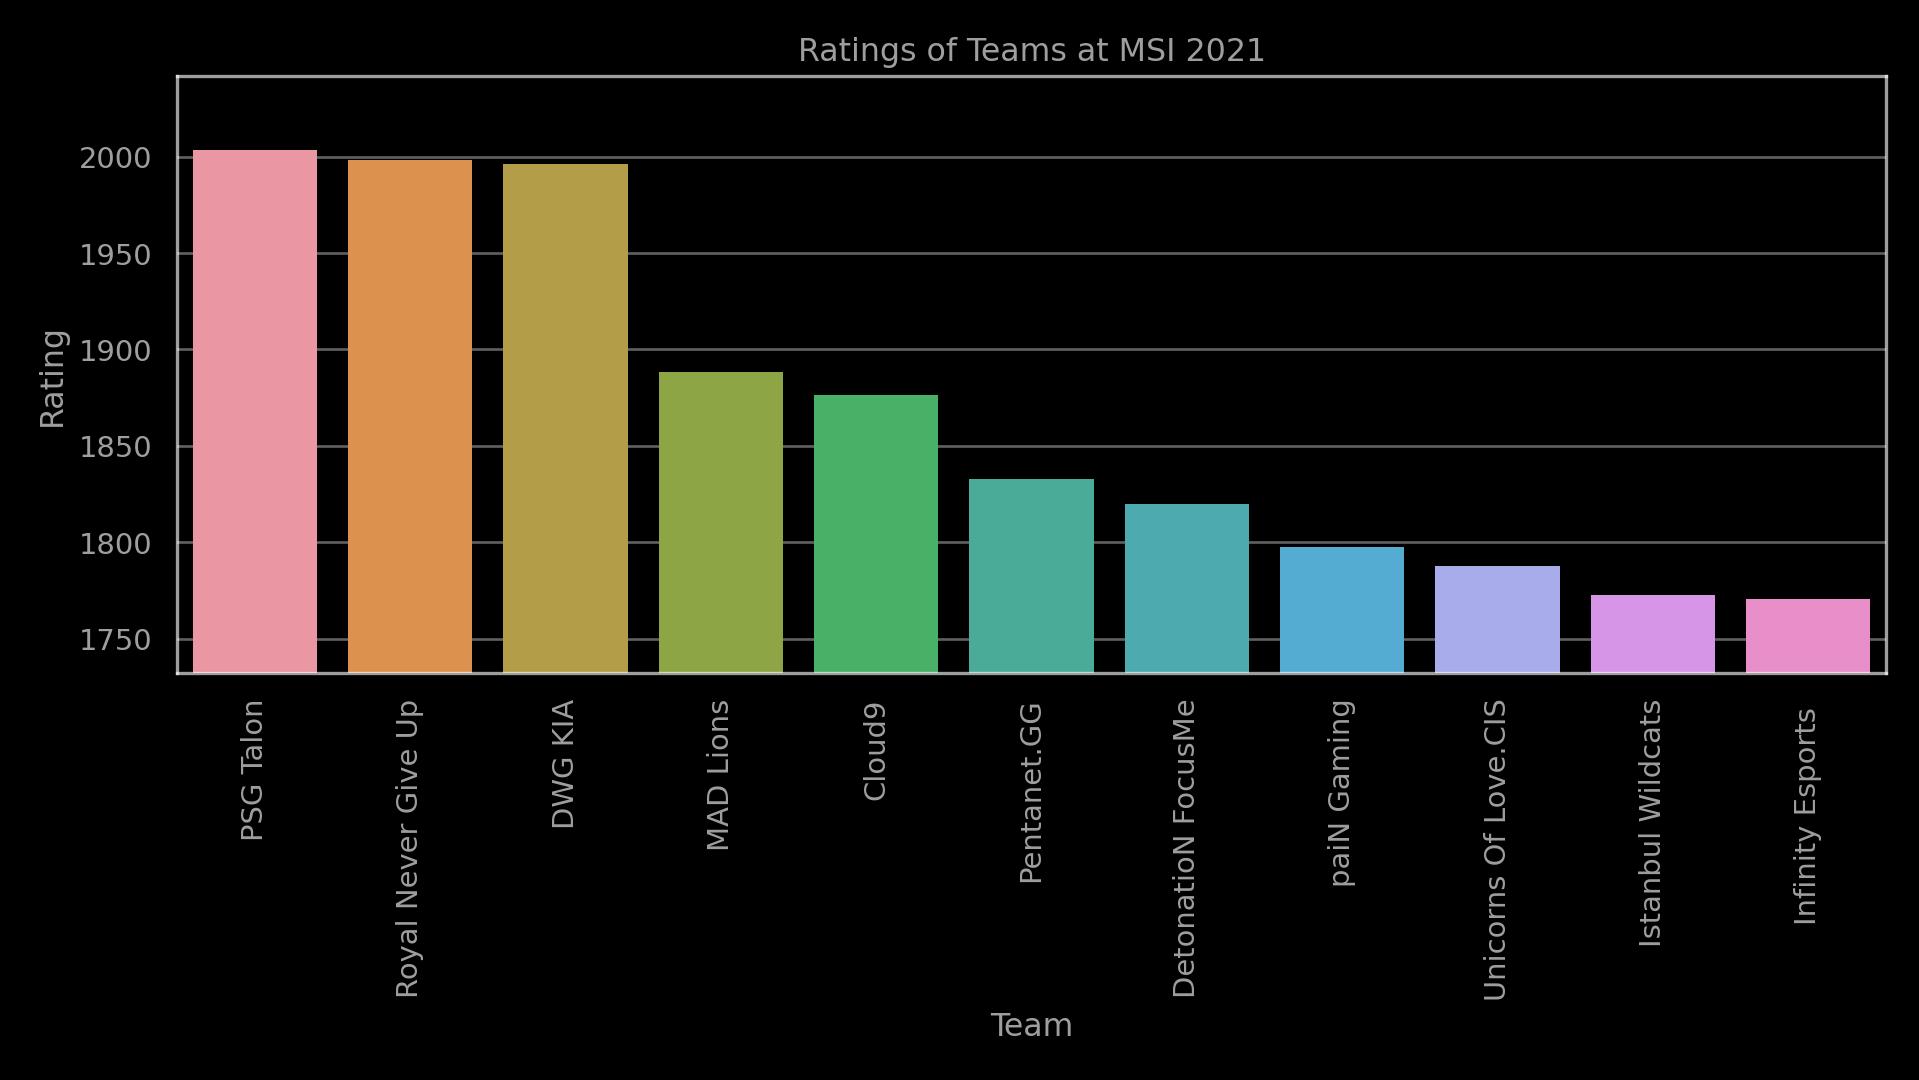 Ratings of Teams at MSI 2021
Rating
2000
1950
1900
1850
1800
1750
PSG Talon
Royal Never Give Up
DWG KIA
MAD Lions
Cloud9
Pentanet.GG
DetonatioN FocusMe
paiN Gaming
Unicorns Of Love.CIS
Istanbul Wildcats
Infinity Esports
Team